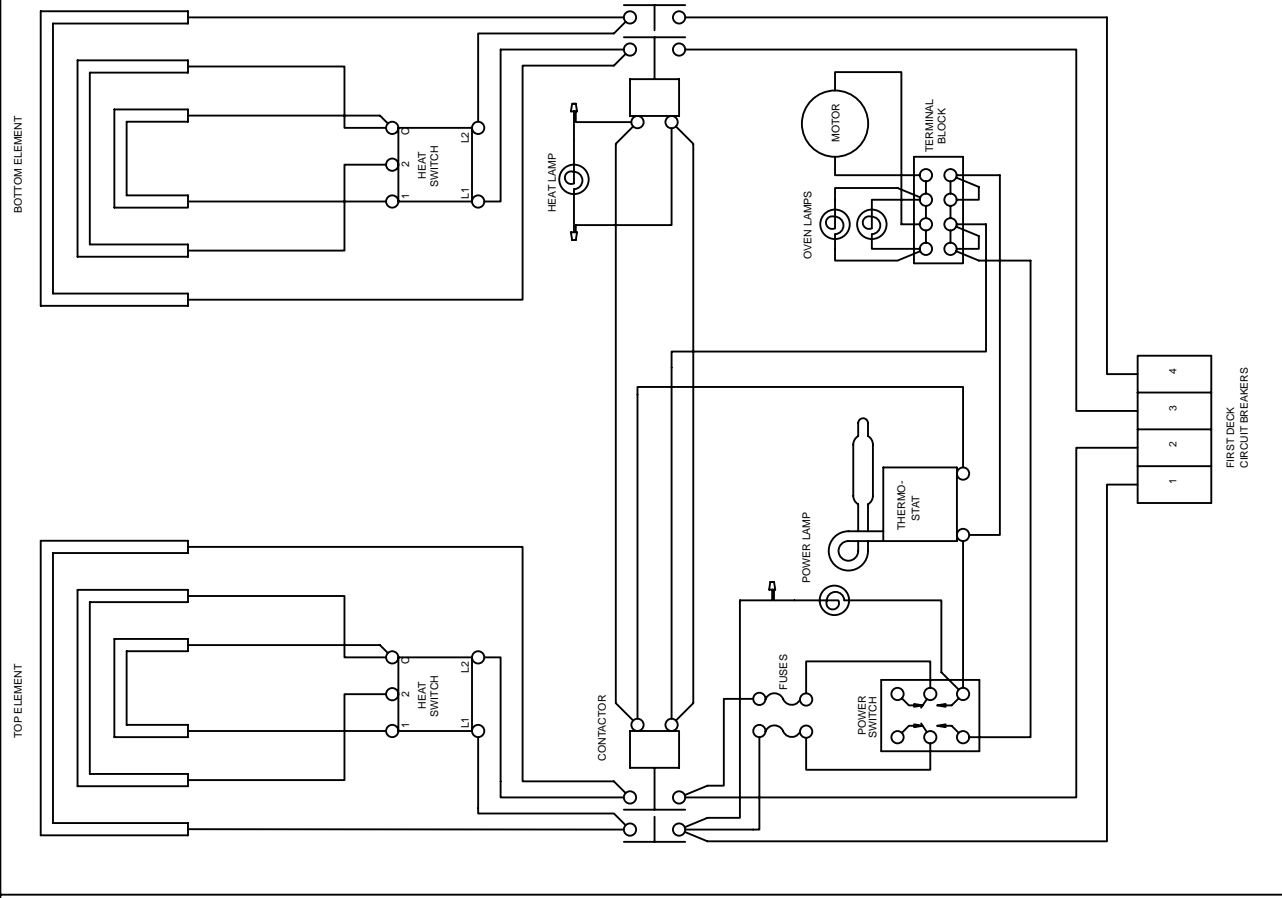 BOTTOM ELEMENT
C
2
1
HEAT
SWITCH
L2
L1
HEAT LAMP
MOTOR
TERMINAL
BLOCK
OVEN LAMPS
4
3
2
1
FIRST DECK
CIRCUIT BREAKERS
TOP ELEMENT
C
2
1
HEAT
SWITCH
L2
L1
CONTACTOR
FUSES
POWER LAMP
THERMO-
STAT
POWER
SWITCH